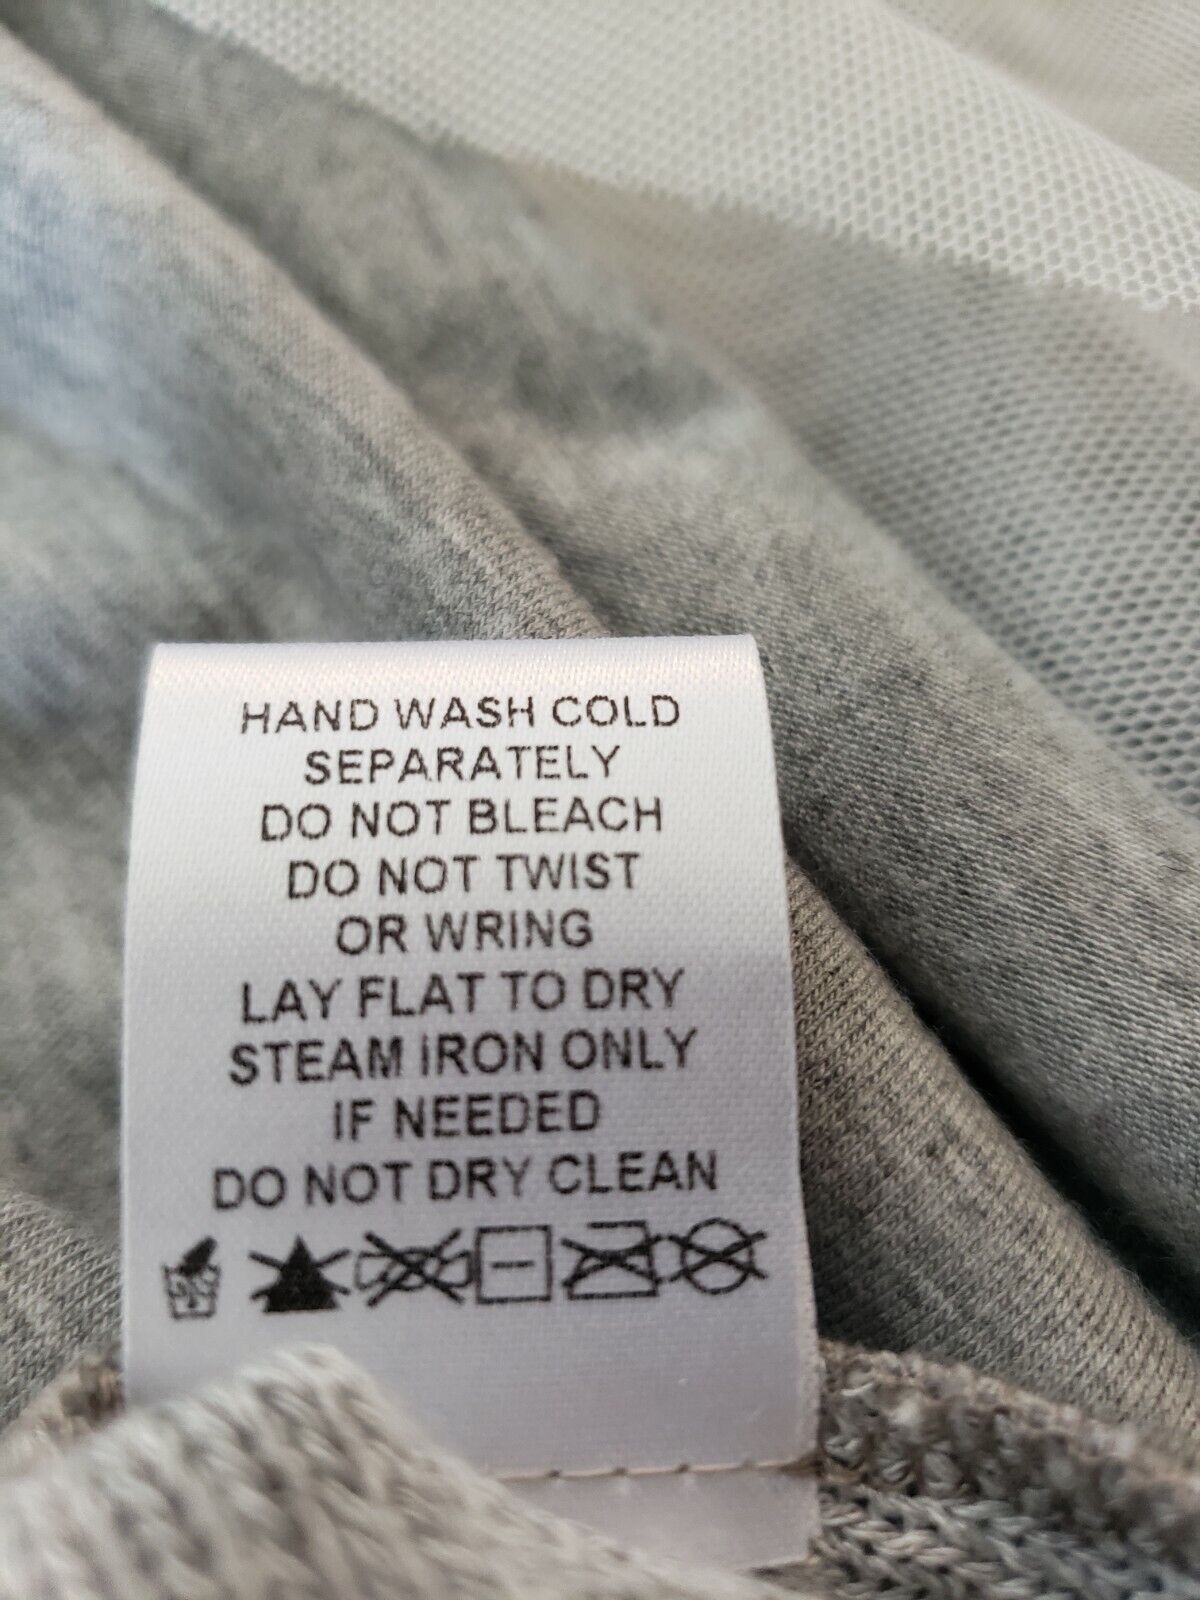 HAND WASH COLD
SEPARATELY
DO NOT BLEACH
DO NOT TWIST
OR WRING
LAY FLAT TO DRY
STEAM IRON ONLY
IF NEEDED
DO NOT DRY CLEAN